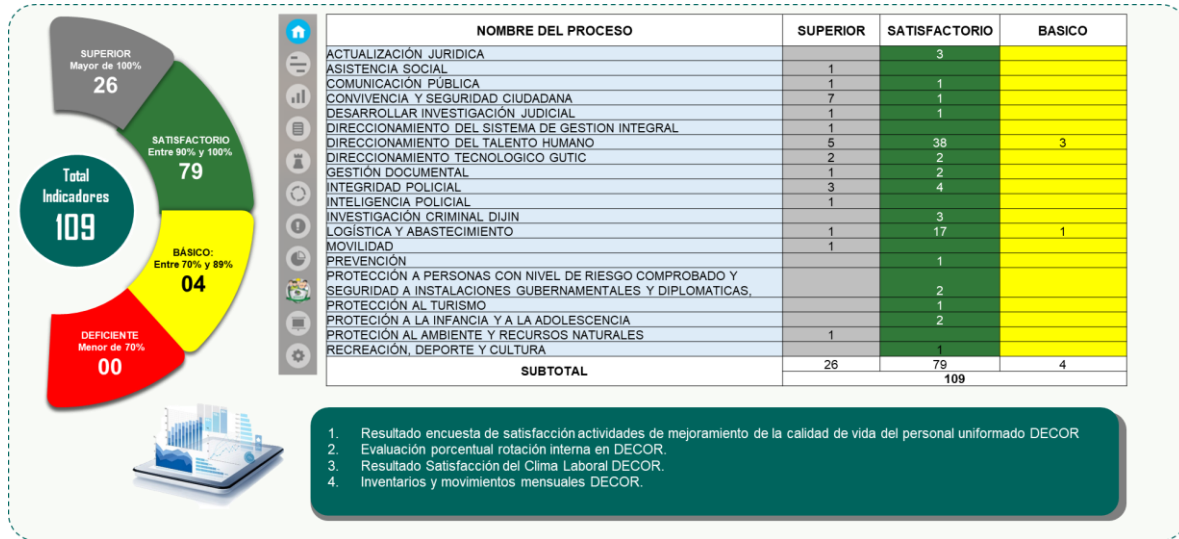 SUPERIOR
Mayor de 100%
26
SATISFACTORIO
Entre 90% y 100%
79
Total
Indicadores
109
BÁSICO:
Entre 70% y 89%
04
DEFICIENTE
Menor de 70%
00
NOMBRE DEL PROCESO SUPERIOR SATISFACTORIO BASICO
ACTUALIZACIÓN JURIDICA 3
ASISTENCIA SOCIAL 1
COMUNICACIÓN PÚBLICA 1 1
CONVIVENCIA Y SEGURIDAD CIUDADANA 7 1
DESARROLLAR INVESTIGACIÓN JUDICIAL 1 1
DIRECCIONAMIENTO DEL SISTEMA DE GESTION INTEGRAL 1
DIRECCIONAMIENTO DEL TALENTO HUMANO 5 38 3
DIRECCIONAMIENTO TECNOLOGICO GUTIC 2 2
GESTIÓN DOCUMENTAL 1 2
INTEGRIDAD POLICIAL 3 4
INTELIGENCIA POLICIAL 1
INVESTIGACIÓN CRIMINAL DIJIN 3
LOGÍSTICA Y ABASTECIMIENTO 1 17 1
MOVILIDAD 1
PREVENCIÓN 1
PROTECCIÓN A PERSONAS CON NIVEL DE RIESGO COMPROBADO Y
SEGURIDAD A INSTALACIONES GUBERNAMENTALES Y DIPLOMATICAS, 2
PROTECCIÓN AL TURISMO 1
PROTECIÓN A LA INFANCIA Y A LA ADOLESCENCIA 2
PROTEIÓN AL AMBIENTE Y RECURSOS NATURALES 1
RECREACIÓN, DEPORTE Y CULTURA 1
SUBTOTAL 26 79 4
109
1. Resultado encuesta de satisfacción actividades de mejoramiento de la calidad de vida del personal uniformado DECOR
2. Evaluación porcentual rotación interna en DECOR.
3. Resultado Satisfacción del Clima Laboral DECOR.
4. Inventarios y movimientos mensuales DECOR.